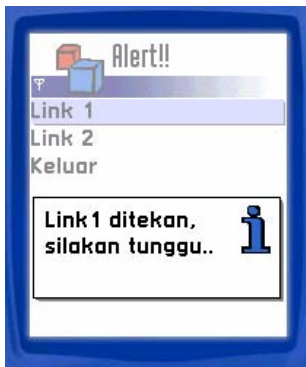 Alert!!
Link 1
Link 2
Keluar
Link1 ditekan,
silakan tunggu..